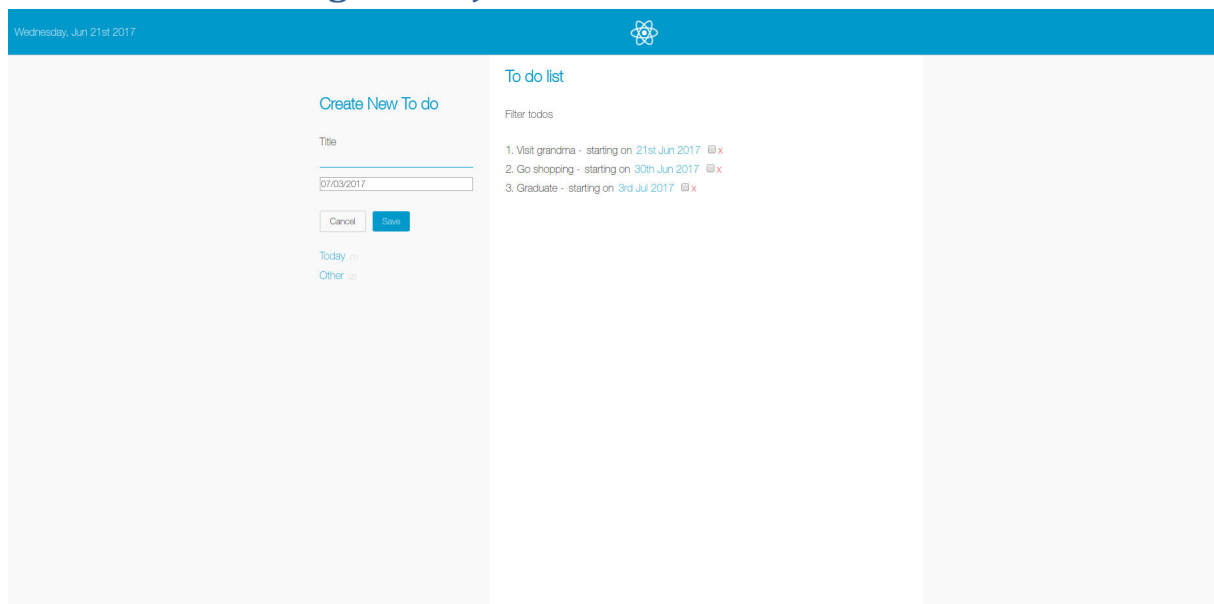 Wednesday, Jun 21st 2017
Create New To do
Title
07/03/2017
Cancel Save
Today (1)
Other (2)
To do list
Filter todos
1. Visit grandma - starting on 21st Jun 2017 x
2. Go shopping - starting on 30th Jun 2017 x
3. Graduate - starting on 3rd Jul 2017 x